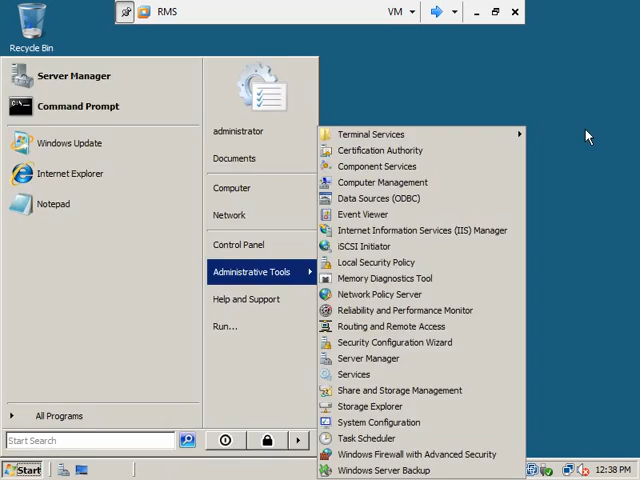 RMS
VM
Recycle Bin
Server Manager
Command Prompt
Windows Update
Internet Explorer
Notepad
All Programs
Start Search
administrator
Documents
Computer
Network
Control Panel
Administrative Tools
Help and Support
Run...
Terminal Services
Certification Authority
Component Services
Computer Management
Data Sources (ODBC)
Event Viewer
Internet Information Services (IIS) Manager
iSCSI Initiator
Local Security Policy
Memory Diagnostics Tool
Network Policy Server
Reliability and Performance Monitor
Routing and Remote Access
Security Configuration Wizard
Server Manager
Services
Share and Storage Management
Storage Explorer
System Configuration
Task Scheduler
Windows Firewall with Advanced Security
Windows Server Backup
Start
12:38 PM